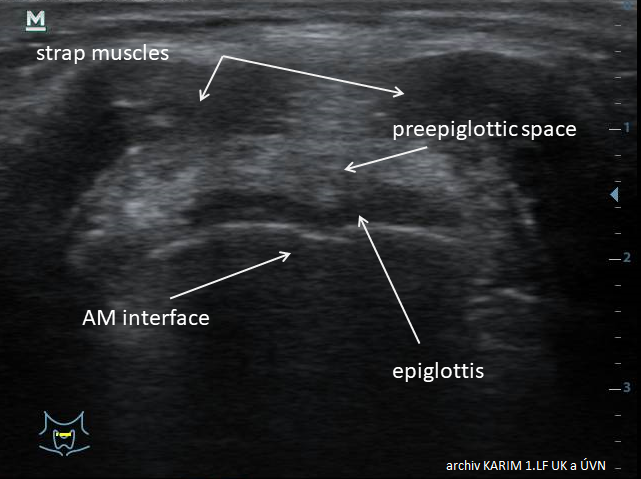 M
strap muscles
1
preepiglottic space
2
AM interface
epiglottis
3
archiv KARIM 1.LF UK a ÚVN